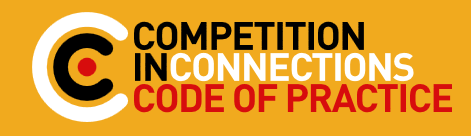 COMPETITION
INCONNECTIONS
CODE OF PRACTICE